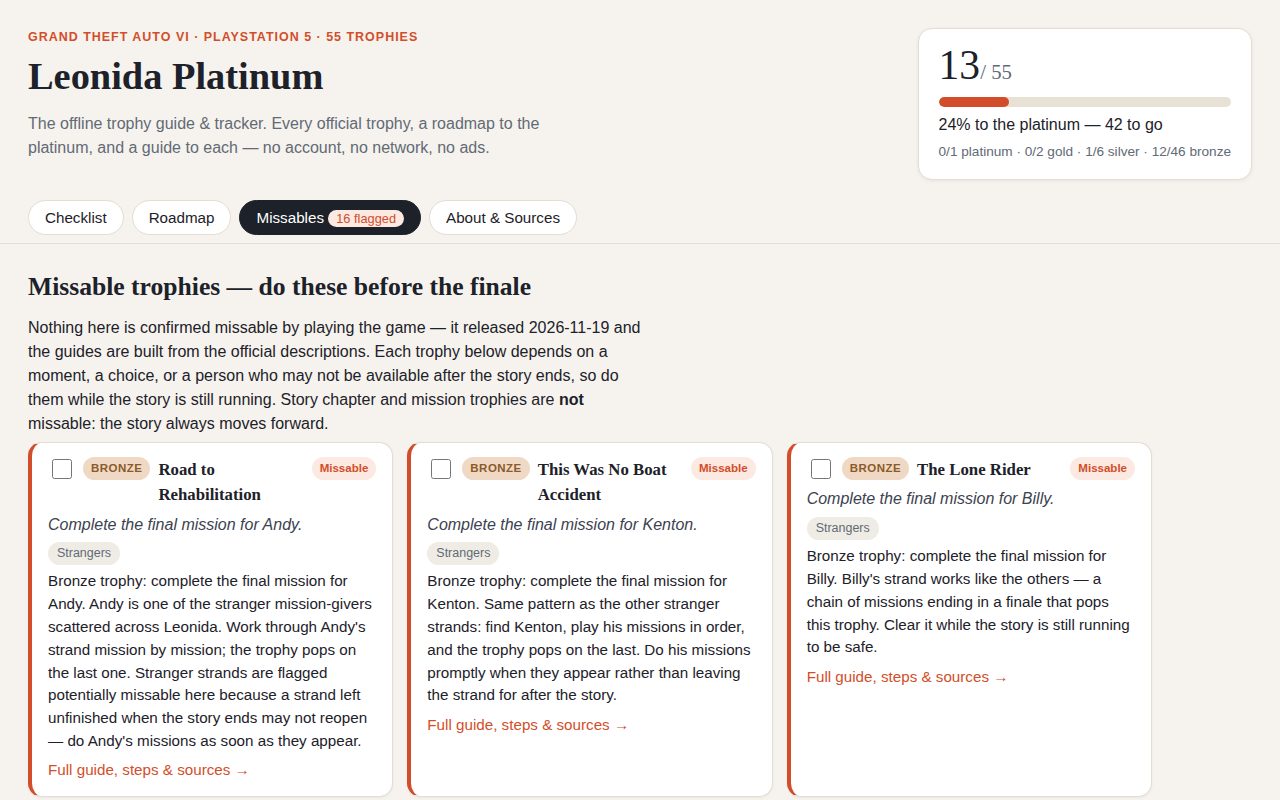 GRAND THEFT AUTO VI · PLAYSTATION 5 · 55 TROPHIES
Leonida Platinum
The offline trophy guide & tracker. Every official trophy, a roadmap to the
platinum, and a guide to each — no account, no network, no ads.
13/ 55
24% to the platinum — 42 to go
0/1 platinum · 0/2 gold · 1/6 silver · 12/46 bronze
Checklist
Roadmap
Missables 16 flagged
About & Sources
Missable trophies — do these before the finale
Nothing here is confirmed missable by playing the game — it released 2026-11-19 and
the guides are built from the official descriptions. Each trophy below depends on a
moment, a choice, or a person who may not be available after the story ends, so do
them while the story is still running. Story chapter and mission trophies are not
missable: the story always moves forward.
BRONZE Road to Missable
Rehabilitation
Complete the final mission for Andy.
Strangers
Bronze trophy: complete the final mission for
Andy. Andy is one of the stranger mission-givers
scattered across Leonida. Work through Andy's
strand mission by mission; the trophy pops on
the last one. Stranger strands are flagged
potentially missable here because a strand left
unfinished when the story ends may not reopen
— do Andy's missions as soon as they appear.
Full guide, steps & sources →
BRONZE This Was No Boat Missable
Accident
Complete the final mission for Kenton.
Strangers
Bronze trophy: complete the final mission for
Kenton. Same pattern as the other stranger
strands: find Kenton, play his missions in order,
and the trophy pops on the last. Do his missions
promptly when they appear rather than leaving
the strand for after the story.
Full guide, steps & sources →
BRONZE The Lone Rider Missable
Complete the final mission for Billy.
Strangers
Bronze trophy: complete the final mission for
Billy. Billy's strand works like the others — a
chain of missions ending in a finale that pops
this trophy. Clear it while the story is still running
to be safe.
Full guide, steps & sources →